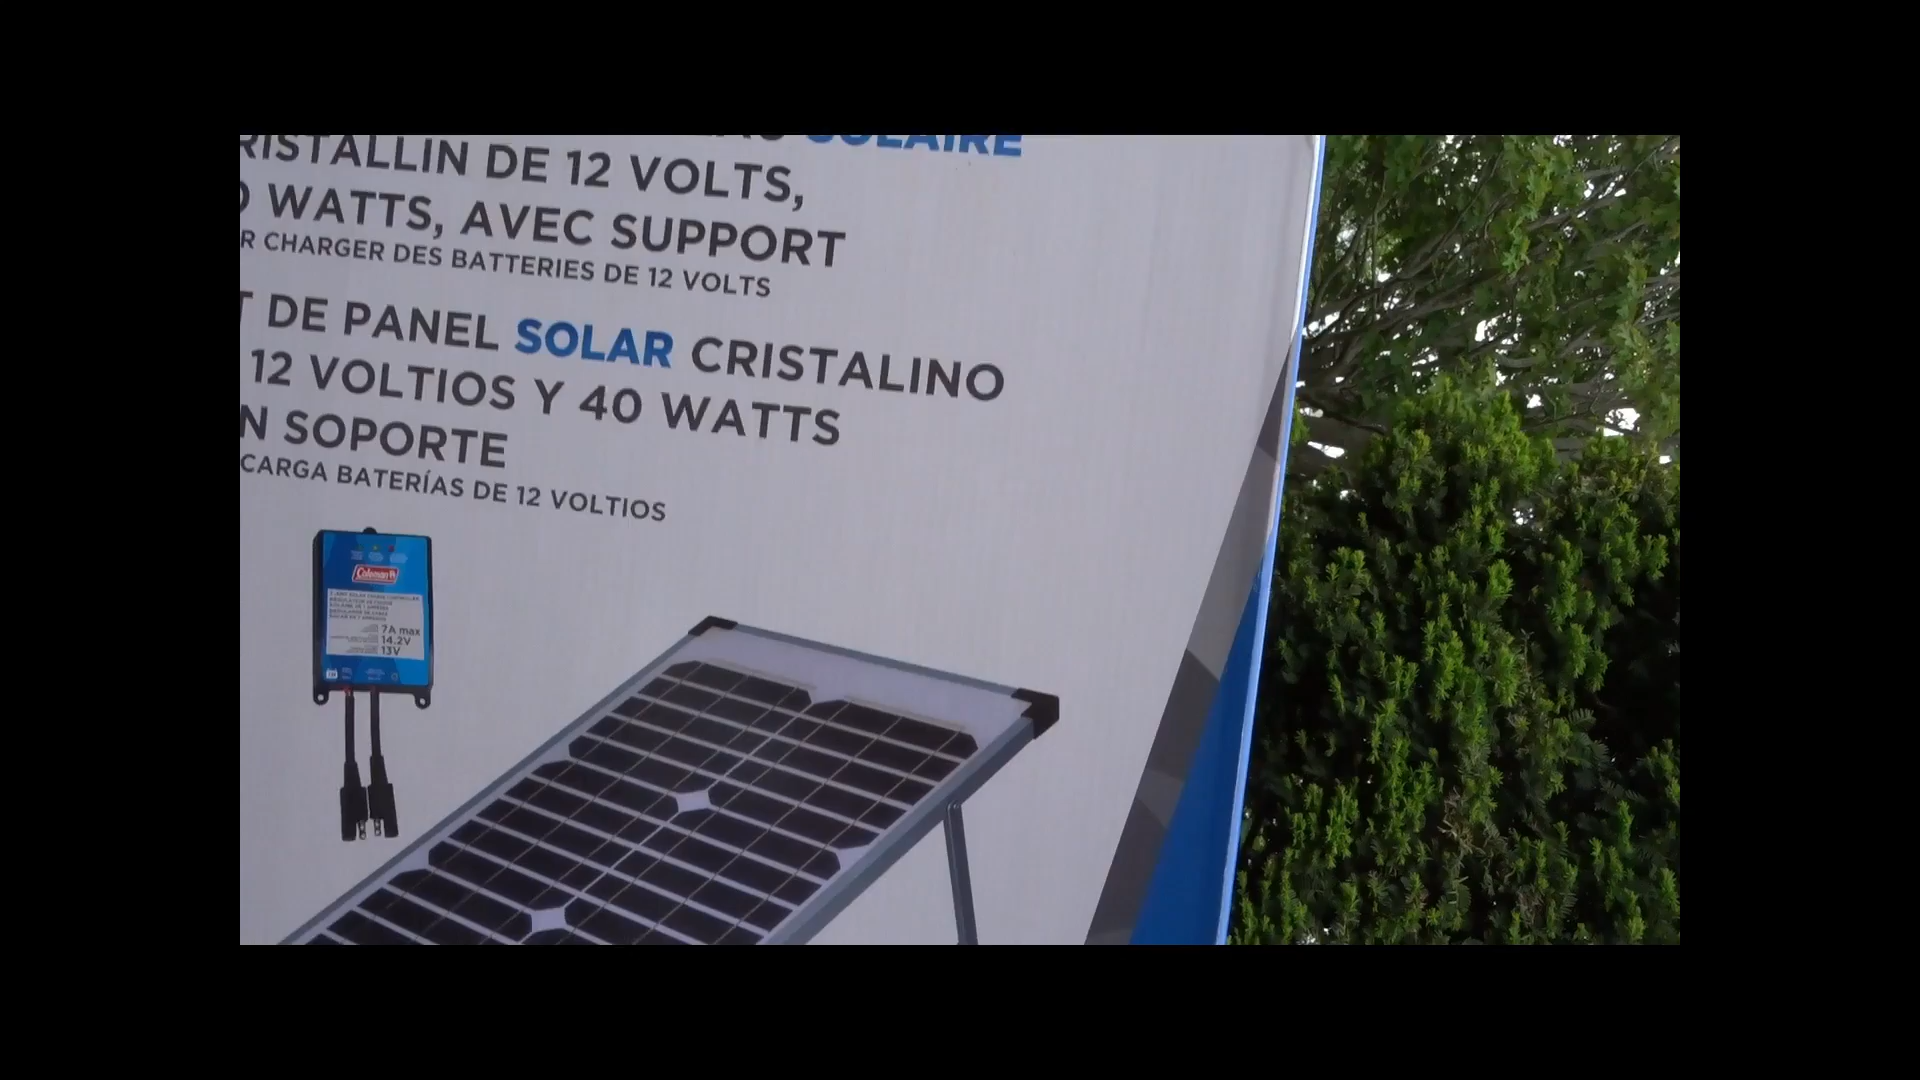 SOLAIRE
RISTALLIN DE 12 VOLTS,
WATTS, AVEC SUPPORT
R CHARGER DES BATTERIES DE 12 VOLTS
T DE PANEL SOLAR CRISTALINO
12 VOLTIOS Y 40 WATTS
N SOPORTE
CARGA BATERÍAS DE 12 VOLTIOS
Coleman
7A max
14.2V
13V